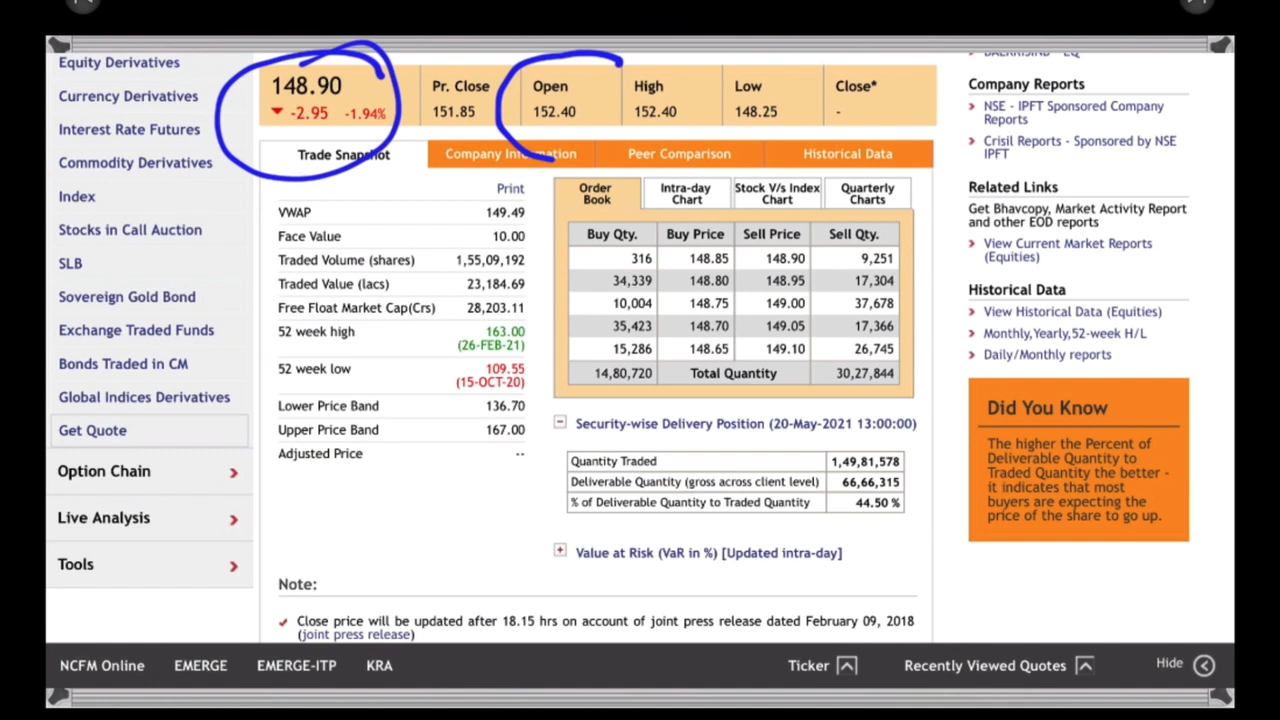 Equity Derivatives
Currency Derivatives
Interest Rate Futures
Commodity Derivatives
Index
Stocks in Call Auction
SLB
Sovereign Gold Bond
Exchange Traded Funds
Bonds Traded in CM
Global Indices Derivatives
Get Quote
Option Chain
Live Analysis
Tools
148.90
-2.95 -1.94%
Pr. Close Open High Low Close*
151.85 152.40 152.40 148.25 -
Trade Snapshot Company Information Peer Comparison Historical Data
Print
VWAP 149.49
Face Value 10.00
Traded Volume (shares) 1,55,09,192
Traded Value (lacs) 23,184.69
Free Float Market Cap(Crs) 28,203.11
52 week high 163.00
(26-FEB-21)
52 week low 109.55
(15-OCT-20)
Lower Price Band 136.70
Upper Price Band 167.00
Adjusted Price --
Order Book Intra-day Chart Stock V/s Index Chart Quarterly Charts
Buy Qty. Buy Price Sell Price Sell Qty.
316 148.85 148.90 9,251
34,339 148.80 148.95 17,304
10,004 148.75 149.00 37,678
35,423 148.70 149.05 17,366
15,286 148.65 149.10 26,745
14,80,720 Total Quantity 30,27,844
Security-wise Delivery Position (20-May-2021 13:00:00)
Quantity Traded 1,49,81,578
Deliverable Quantity (gross across client level) 66,66,315
% of Deliverable Quantity to Traded Quantity 44.50 %
Value at Risk (VaR in %) [Updated intra-day]
Note:
Close price will be updated after 18.15 hrs on account of joint press release dated February 09, 2018
(joint press release)
Company Reports
NSE - IPFT Sponsored Company
Reports
Crisil Reports - Sponsored by NSE
IPFT
Related Links
Get Bhavcopy, Market Activity Report
and other EOD reports
View Current Market Reports
(Equities)
Historical Data
View Historical Data (Equities)
Monthly,Yearly,52-week H/L
Daily/Monthly reports
Did You Know
The higher the Percent of
Deliverable Quantity to
Traded Quantity the better -
it indicates that most
buyers are expecting the
price of the share to go up.
NCFM Online EMERGE EMERGE-ITP KRA Ticker Recently Viewed Quotes Hide